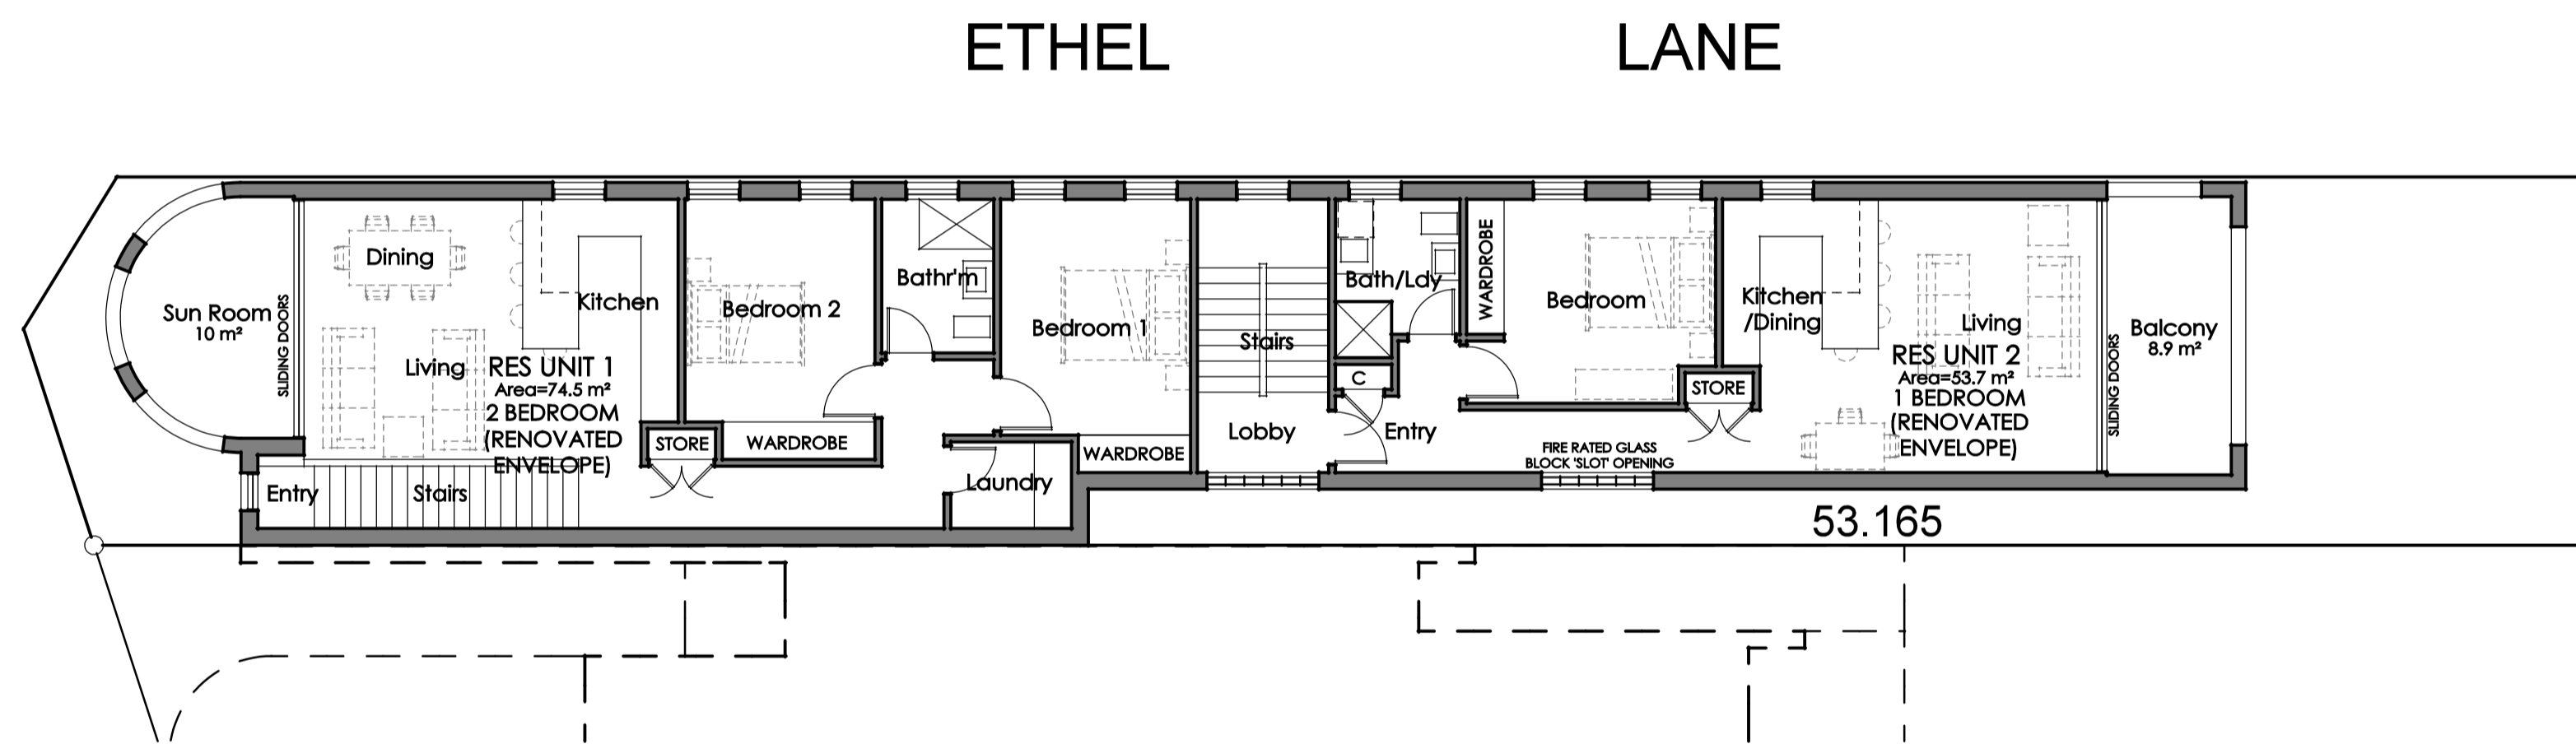 ETHEL LANE
Sun Room
10 m²
SLIDING DOORS
Dining
Living
Kitchen
RES UNIT 1
Area=74.5 m²
2 BEDROOM
(RENOVATED
ENVELOPE)
Entry
Stairs
STORE
Bedroom 2
WARDROBE
Bathr'm
Bedroom 1
Laundry
WARDROBE
Stairs
Lobby
Bath/Ldy
C
Entry
WARDROBE
Bedroom
FIRE RATED GLASS
BLOCK 'SLOT' OPENING
STORE
Kitchen
/Dining
Living
RES UNIT 2
Area=53.7 m²
1 BEDROOM
(RENOVATED
ENVELOPE)
SLIDING DOORS
Balcony
8.9 m²
53.165